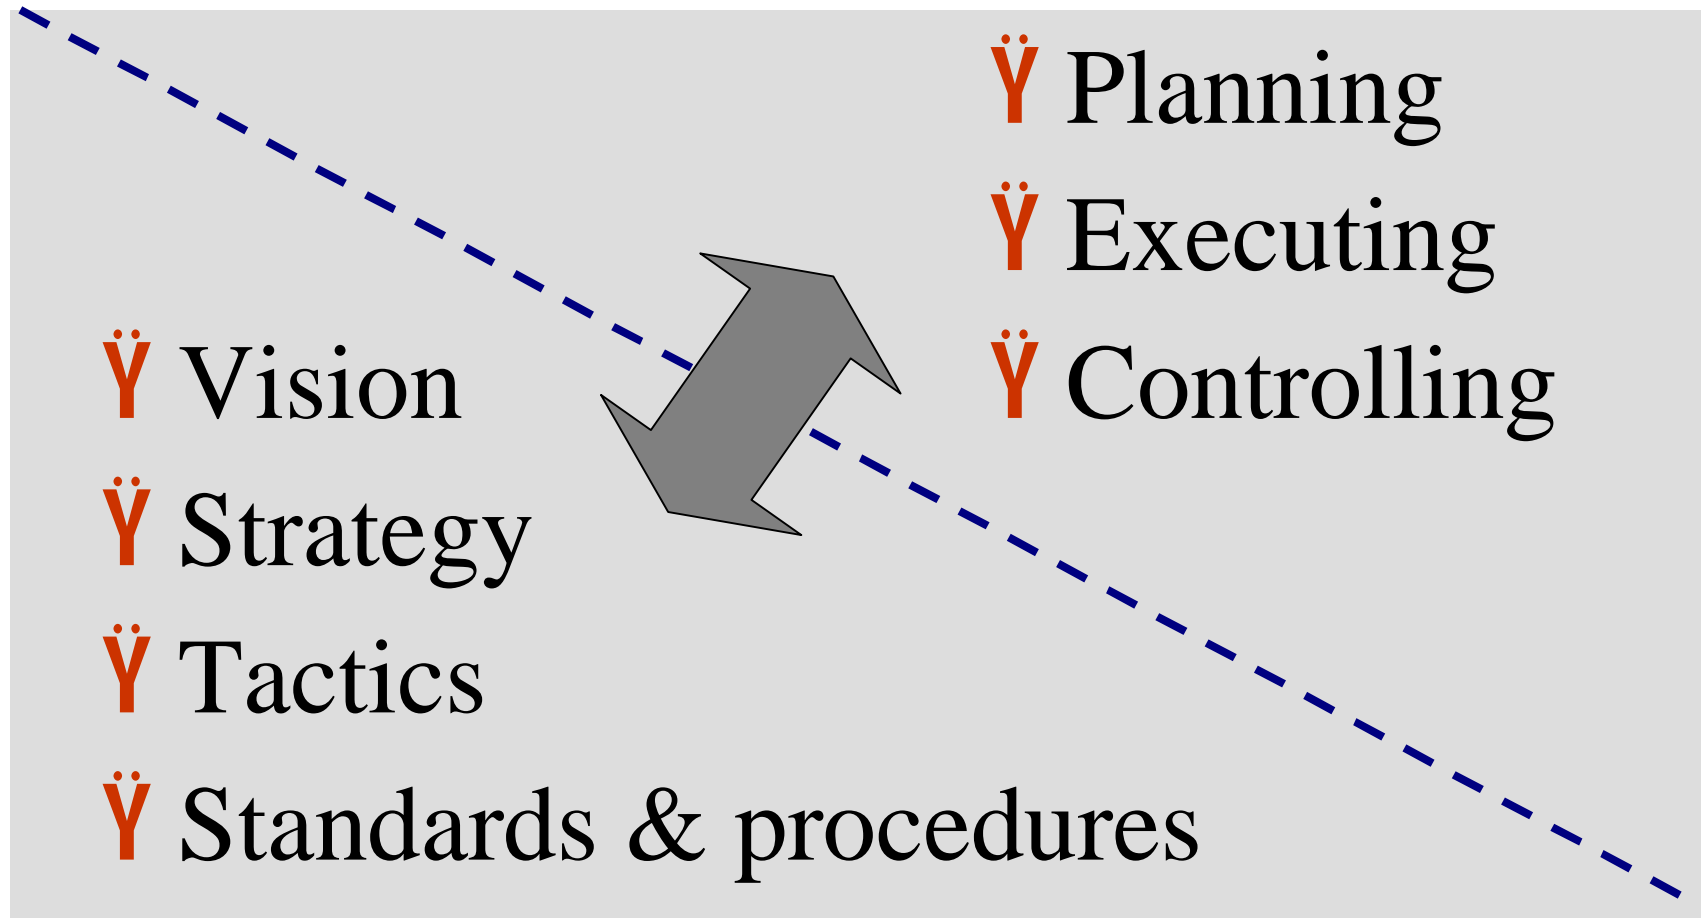 Ÿ Planning
Ÿ Executing
Ÿ Controlling
Ÿ Vision
Ÿ Strategy
Ÿ Tactics
Ÿ Standards & procedures